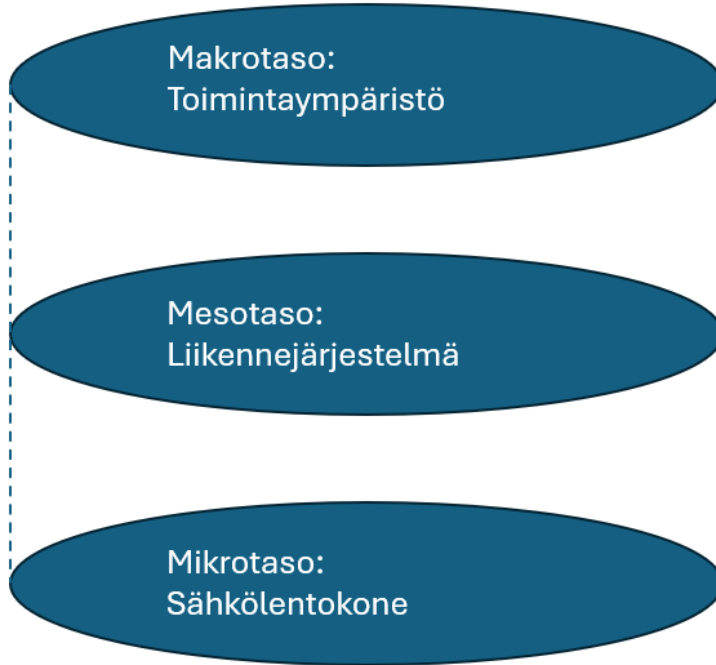 Makrotaso:
Toimintaympäristö
Mesotaso:
Liikennejärjestelmä
Mikrotaso:
Sähkölentokone